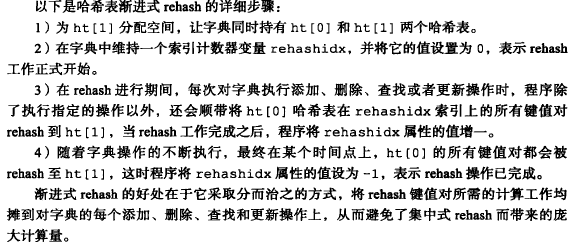 以下是哈希表渐进式 rehash 的详细步骤：
1）为 ht[1] 分配空间，让字典同时持有 ht[0] 和 ht[1] 两个哈希表。
2）在字典中维持一个索引计数器变量 rehashidx，并将它的值设置为 0，表示 rehash
工作正式开始。
3）在 rehash 进行期间，每次对字典执行添加、删除、查找或者更新操作时，程序除
了执行指定的操作以外，还会顺带将 ht[0] 哈希表在 rehashidx 索引上的所有键值对
rehash 到 ht[1]，当 rehash 工作完成之后，程序将 rehashidx 属性的值增一。
4）随着字典操作的不断执行，最终在某个时间点上，ht[0] 的所有键值对都会被
rehash 至 ht[1]，这时程序将 rehashidx 属性的值设为 -1，表示 rehash 操作已完成。
渐进式 rehash 的好处在于它采取分而治之的方式，将 rehash 键值对所需的计算工作均
摊到对字典的每个添加、删除、查找和更新操作上，从而避免了集中式 rehash 而带来的庞
大计算量。